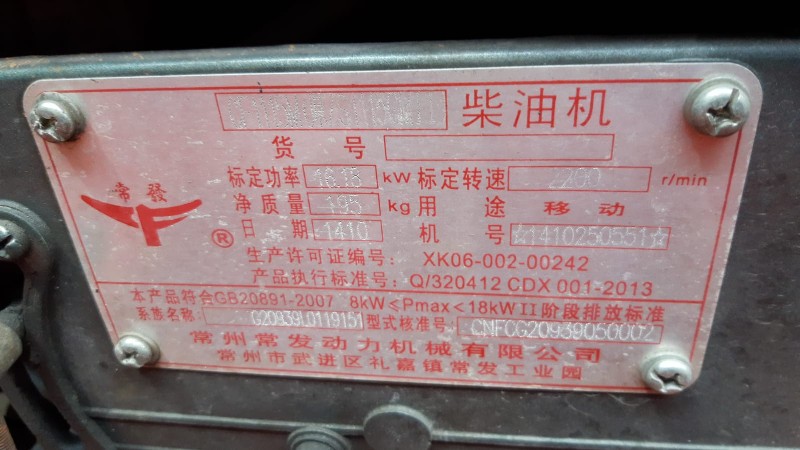 柴油机
货 号
标定功率 16.18 kW 标定转速 2200 r/min
常發
净质量 195 kg 用 途 移动
®
日 期 1410 机 号 ☆1410250551☆
生产许可证编号: XK06-002-00242
产品执行标准号: Q/320412 CDX 001-2013
本产品符合GB20891-2007 8kW≤Pmax<18kW II 阶段排放标准
系族名称: G20939L0119151 型式核准号: CNFCG20939050002
常州常发动力机械有限公司
常州市武进区礼嘉镇常发工业园